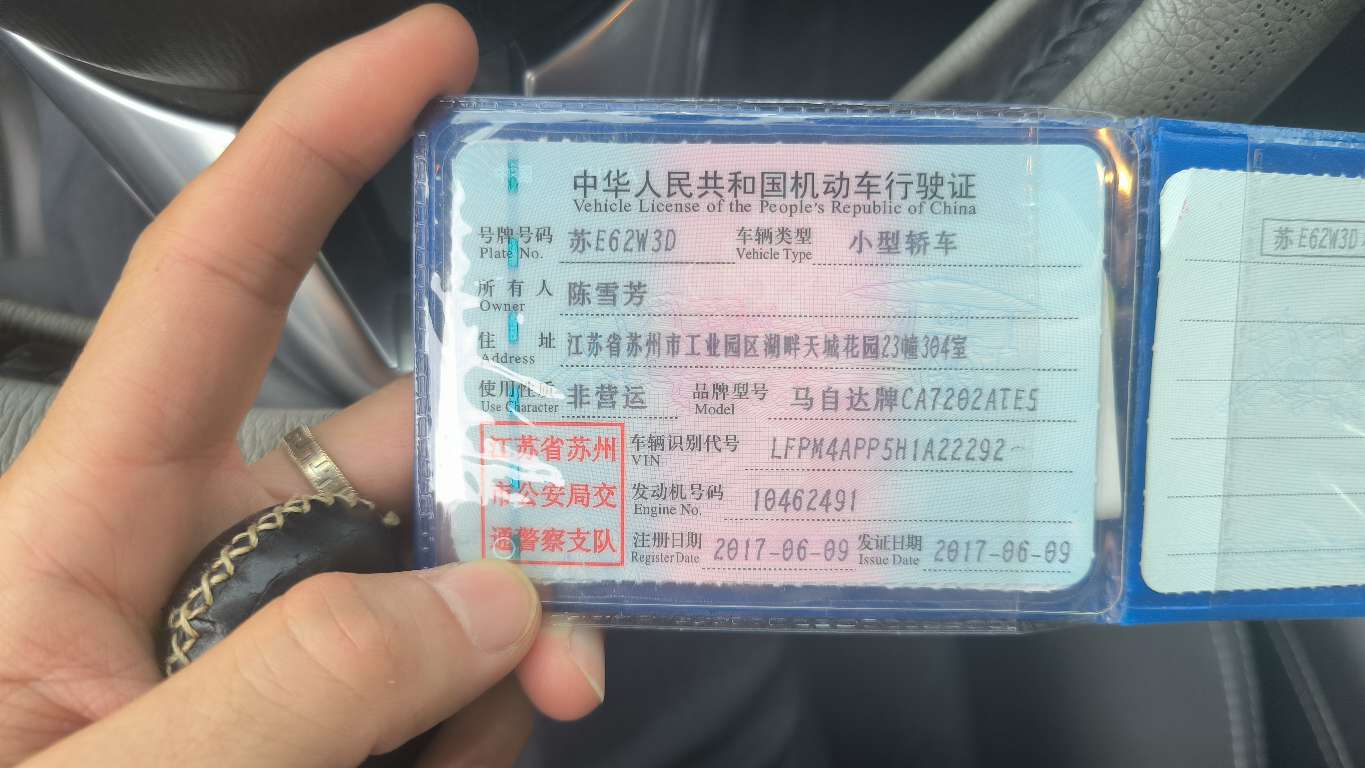 中华人民共和国机动车行驶证
Vehicle License of the People's Republic of China
号牌号码 苏E62W3D 车辆类型 小型轿车
Plate No. Vehicle Type
所有人 陈雪芳
Owner
住址 江苏省苏州市工业园区湖畔天城花园23幢304室
Address
使用性质 非营运 品牌型号 马自达牌CA7202ATE5
Use Character Model
江苏省苏州 车辆识别代号 LFPM4APP5H1A22292
VIN
市公安局交 发动机号码 10462491
Engine No.
通警察支队 注册日期 2017-06-09 发证日期 2017-06-09
Register Date Issue Date
苏E62W3D